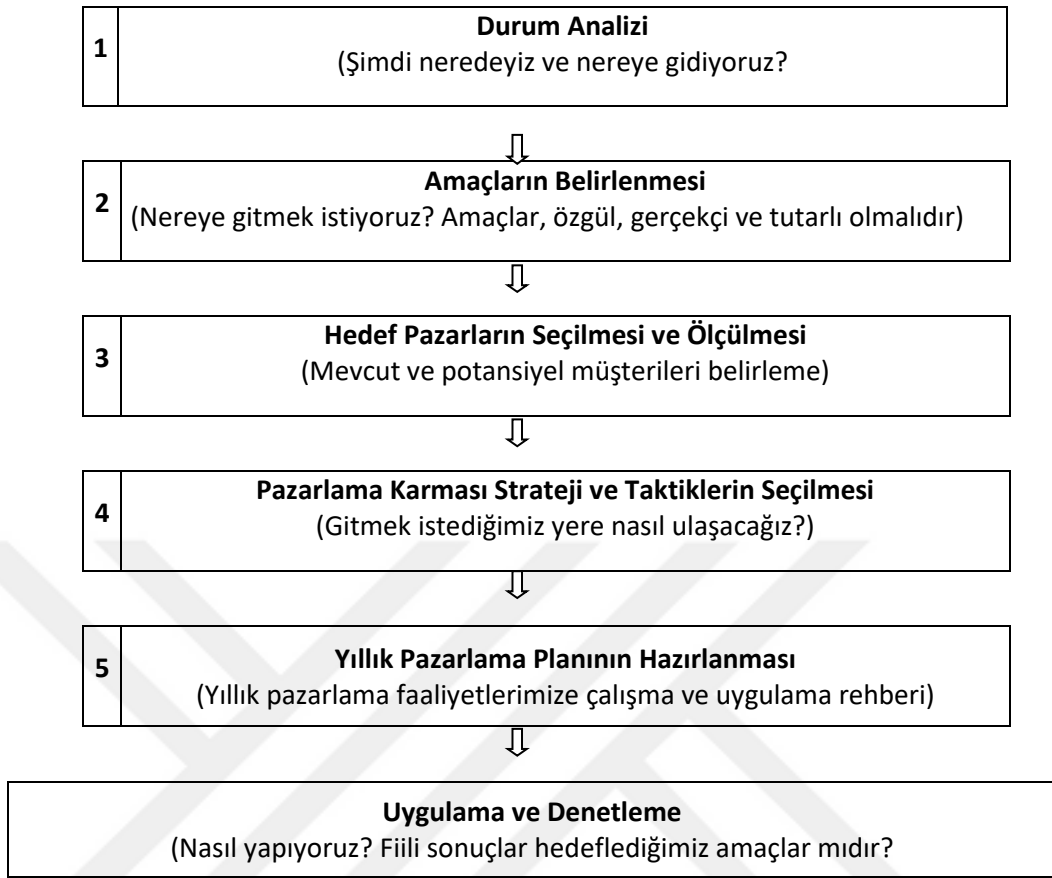 1
Durum Analizi
(Şimdi neredeyiz ve nereye gidiyoruz?
2
Amaçların Belirlenmesi
(Nereye gitmek istiyoruz? Amaçlar, özgül, gerçekçi ve tutarlı olmalıdır)
3
Hedef Pazarların Seçilmesi ve Ölçülmesi
(Mevcut ve potansiyel müşterileri belirleme)
4
Pazarlama Karması Strateji ve Taktiklerin Seçilmesi
(Gitmek istediğimiz yere nasıl ulaşacağız?)
5
Yıllık Pazarlama Planının Hazırlanması
(Yıllık pazarlama faaliyetlerimize çalışma ve uygulama rehberi)
Uygulama ve Denetleme
(Nasıl yapıyoruz? Fiili sonuçlar hedeflediğimiz amaçlar mıdır?